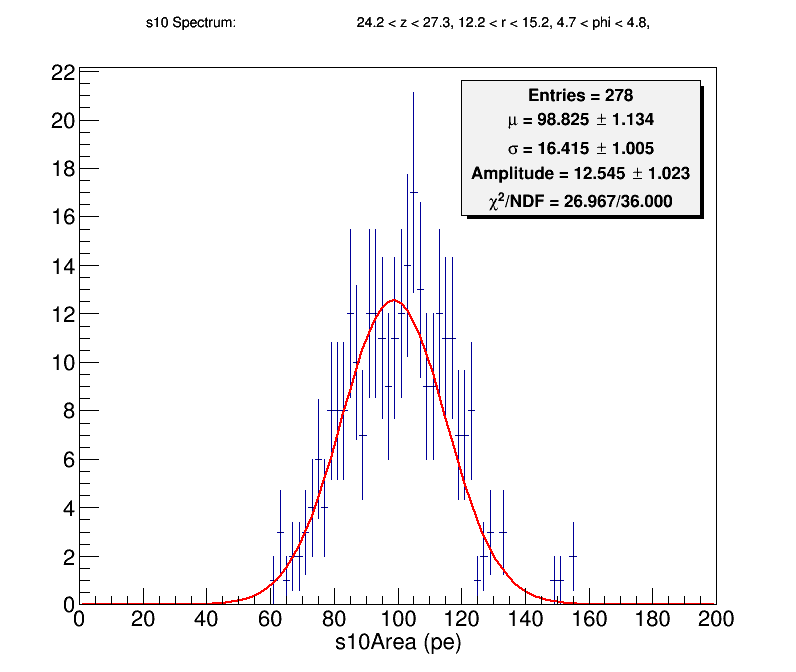 s10 Spectrum: 24.2 < z < 27.3, 12.2 < r < 15.2, 4.7 < phi < 4.8,
Entries = 278
μ = 98.825 ± 1.134
σ = 16.415 ± 1.005
Amplitude = 12.545 ± 1.023
χ²/NDF = 26.967/36.000
22
20
18
16
14
12
10
8
6
4
2
0
0 20 40 60 80 100 120 140 160 180 200
s10Area (pe)